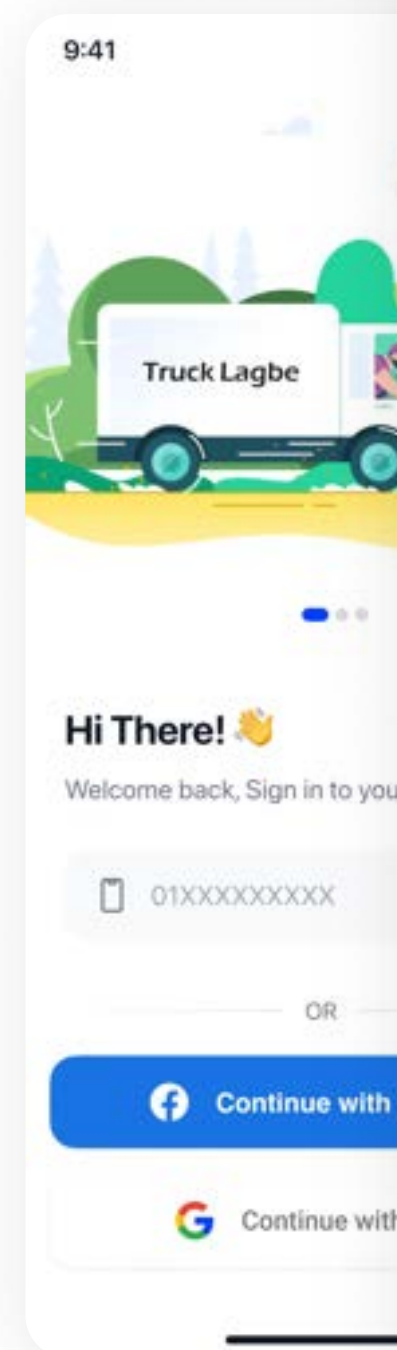 9:41
Truck Lagbe
Hi There! 👋
Welcome back, Sign in to you
01XXXXXXXXX
OR
Continue with
Continue with